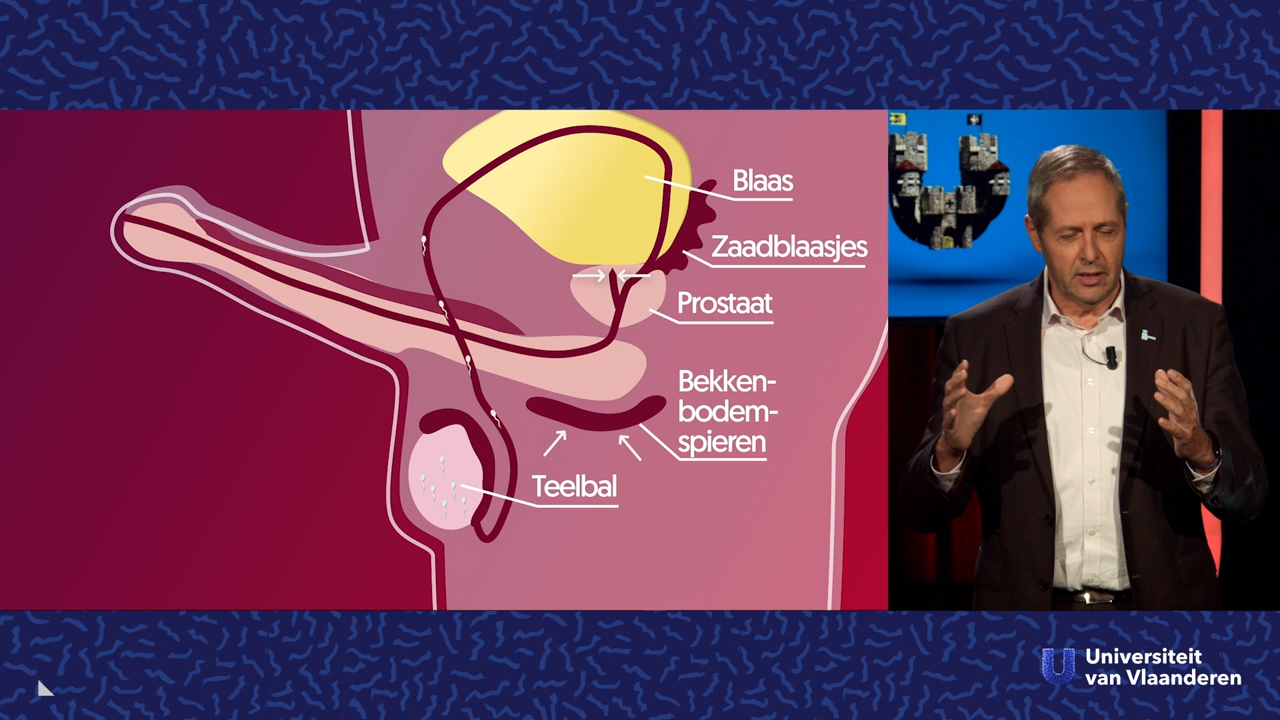 Blaas
Zaadblaasjes
Prostaat
Bekken-
bodem-
spieren
Teelbal
Universiteit
van Vlaanderen